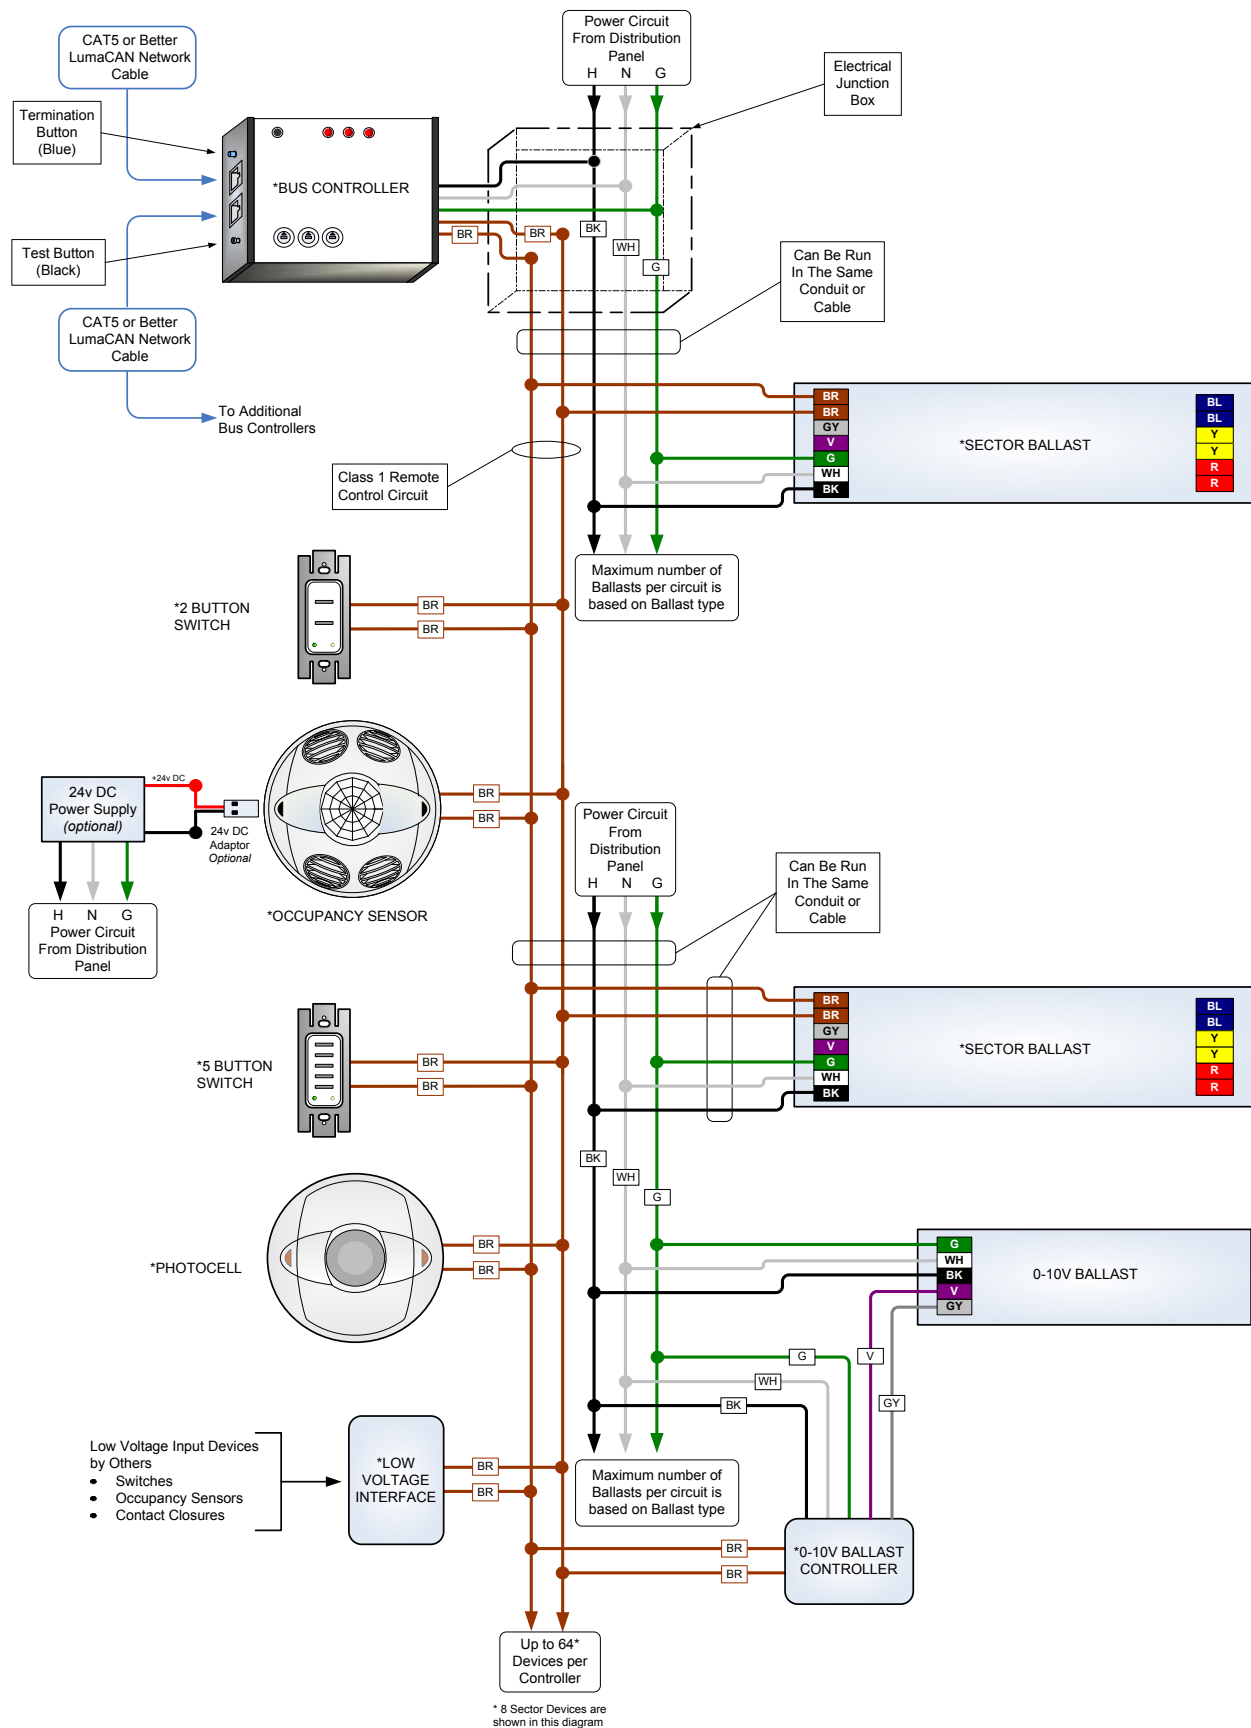 CAT5 or Better
LumaCAN Network
Cable
Termination
Button
(Blue)
*BUS CONTROLLER
Test Button
(Black)
CAT5 or Better
LumaCAN Network
Cable
To Additional
Bus Controllers
Power Circuit
From Distribution
Panel
H N G
Electrical
Junction
Box
BR
BR
BK
WH
G
Can Be Run
In The Same
Conduit or
Cable
Class 1 Remote
Control Circuit
BR
BR
GY
V
G
WH
BK
*SECTOR BALLAST
BL
BL
Y
Y
R
R
Maximum number of
Ballasts per circuit is
based on Ballast type
*2 BUTTON
SWITCH
BR
BR
24v DC
Power Supply
(optional)
+24v DC
24v DC
Adaptor
Optional
H N G
Power Circuit
From Distribution
Panel
*OCCUPANCY SENSOR
BR
BR
Power Circuit
From
Distribution
Panel
H N G
Can Be Run
In The Same
Conduit or
Cable
BR
BR
GY
V
G
WH
BK
*SECTOR BALLAST
BL
BL
Y
Y
R
R
*5 BUTTON
SWITCH
BR
BR
BK
WH
G
*PHOTOCELL
BR
BR
G
WH
BK
V
GY
0-10V BALLAST
G
V
WH
GY
BK
Low Voltage Input Devices
by Others
• Switches
• Occupancy Sensors
• Contact Closures
*LOW
VOLTAGE
INTERFACE
BR
BR
Maximum number of
Ballasts per circuit is
based on Ballast type
BR
BR
*0-10V BALLAST
CONTROLLER
Up to 64*
Devices per
Controller
* 8 Sector Devices are
shown in this diagram